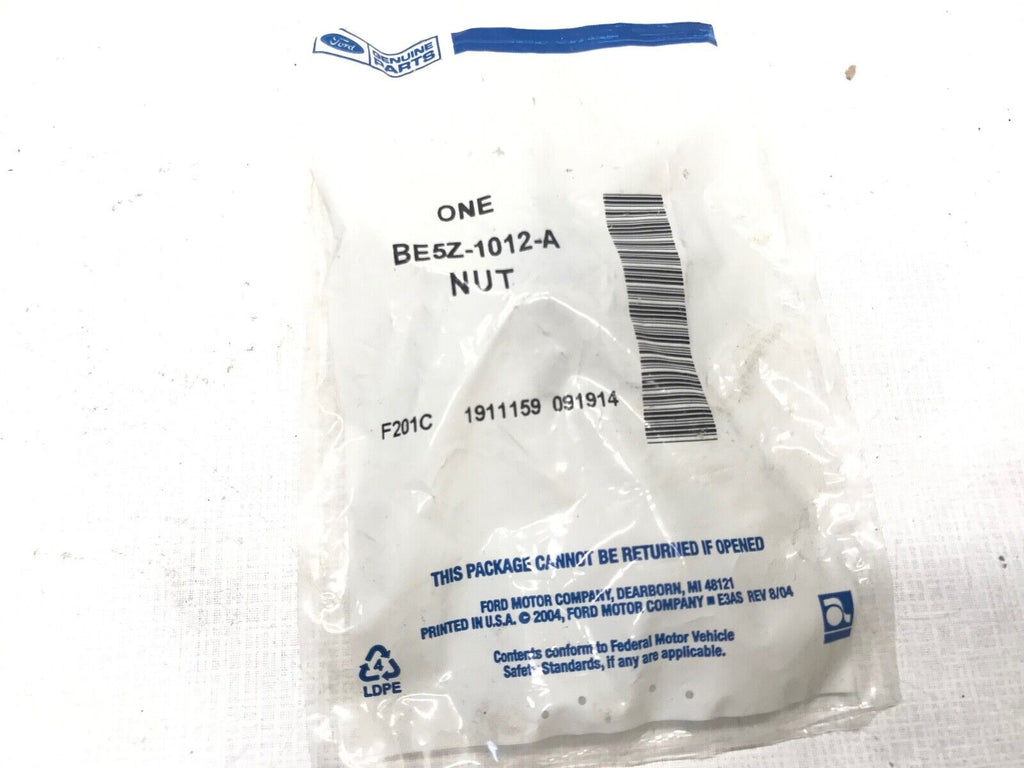 Ford
GENUINE
PARTS
ONE
BE5Z-1012-A
NUT
F201C 1911159 091914
THIS PACKAGE CANNOT BE RETURNED IF OPENED
FORD MOTOR COMPANY, DEARBORN, MI 48121
PRINTED IN U.S.A. © 2004, FORD MOTOR COMPANY ■ E3AS REV 8/04
Contents conform to Federal Motor Vehicle
Safety Standards, if any are applicable.
4
LDPE